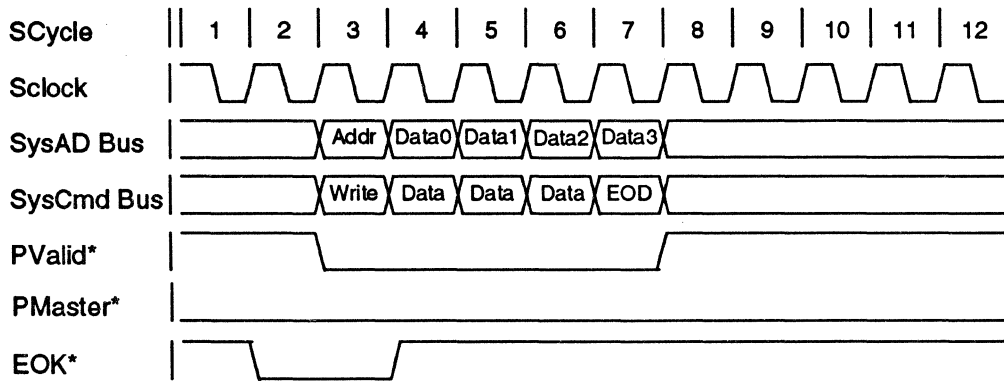 SCycle 1 2 3 4 5 6 7 8 9 10 11 12
Sclock
SysAD Bus Addr Data0 Data1 Data2 Data3
SysCmd Bus Write Data Data Data EOD
PValid*
PMaster*
EOK*